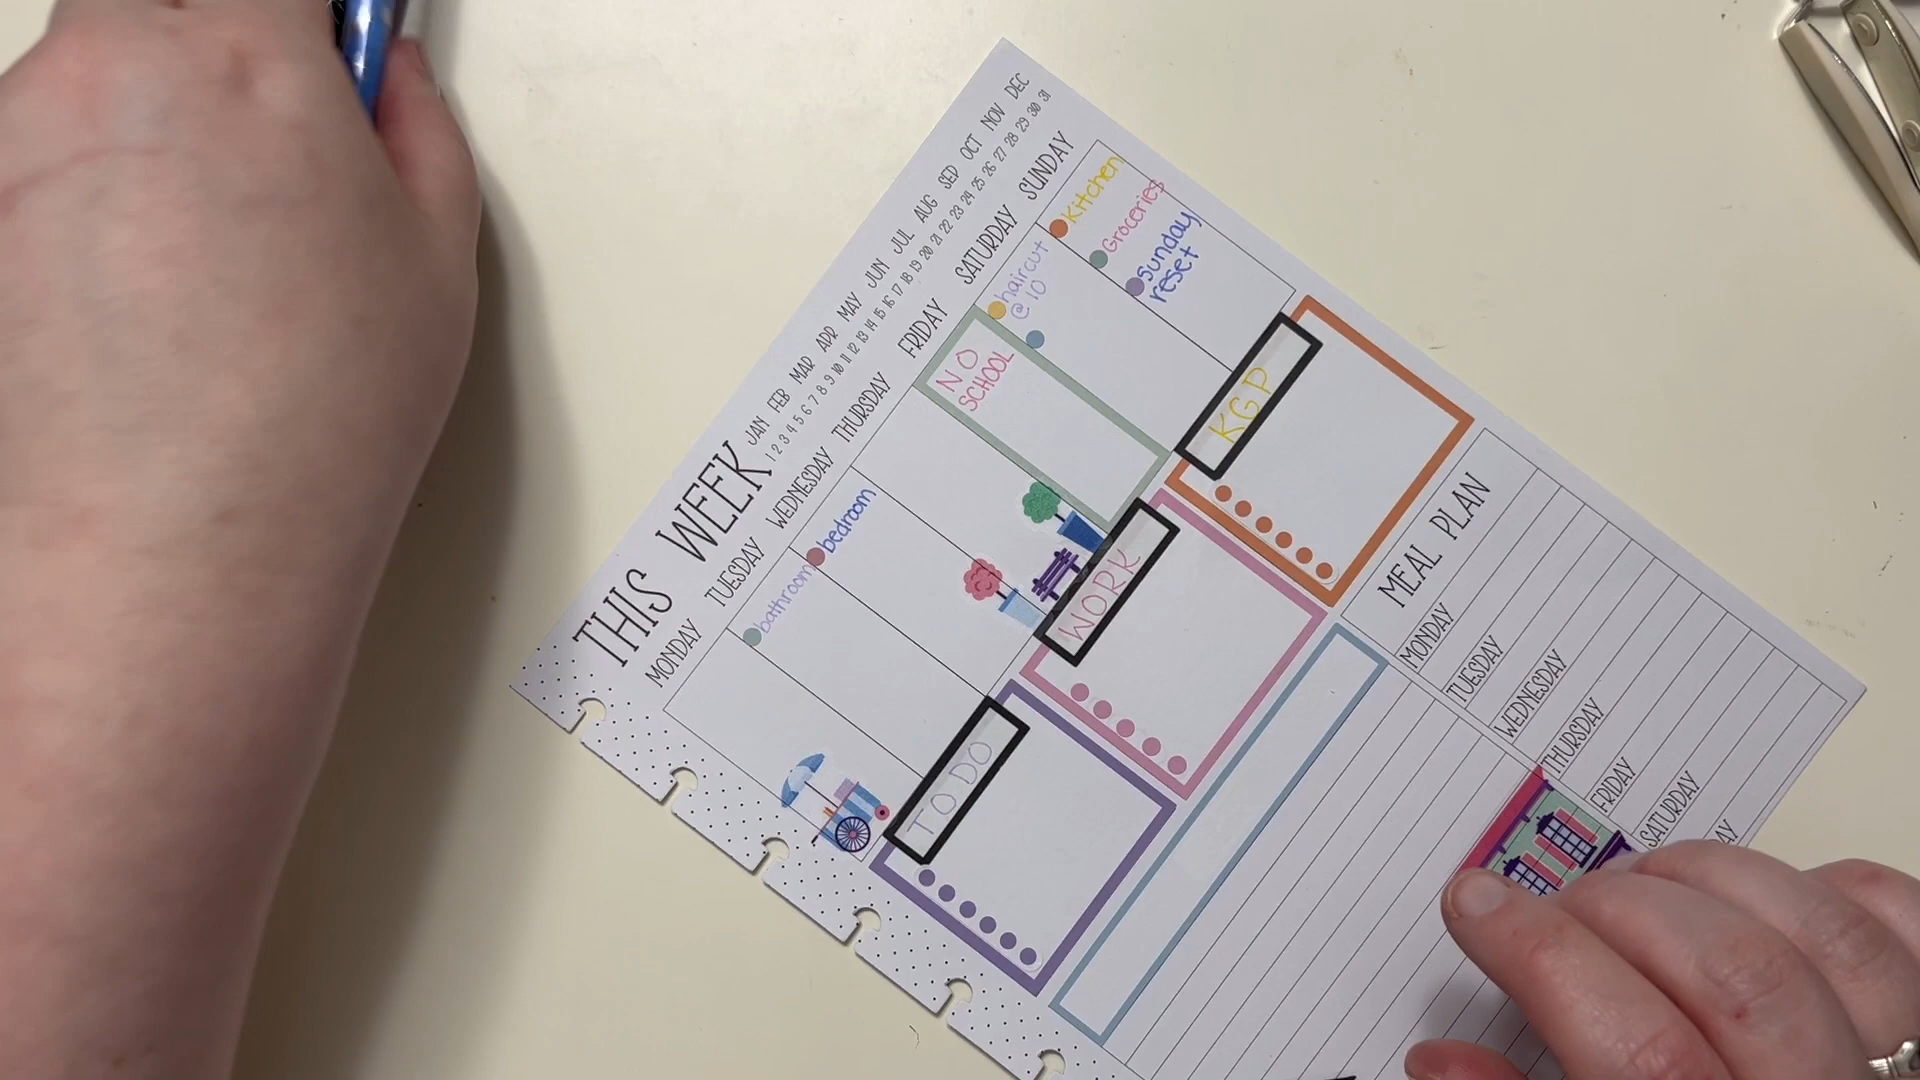 THIS WEEK
JAN FEB MAR APR MAY JUN JUL AUG SEP OCT NOV DEC
1 2 3 4 5 6 7 8 9 10 11 12 13 14 15 16 17 18 19 20 21 22 23 24 25 26 27 28 29 30 31
MONDAY TUESDAY WEDNESDAY THURSDAY FRIDAY SATURDAY SUNDAY
bathroom
bedroom
NO
SCHOOL
haircut
@ 10
Kitchen
Groceries
sunday
reset
TO DO
WORK
KGP
MEAL PLAN
MONDAY
TUESDAY
WEDNESDAY
THURSDAY
FRIDAY
SATURDAY